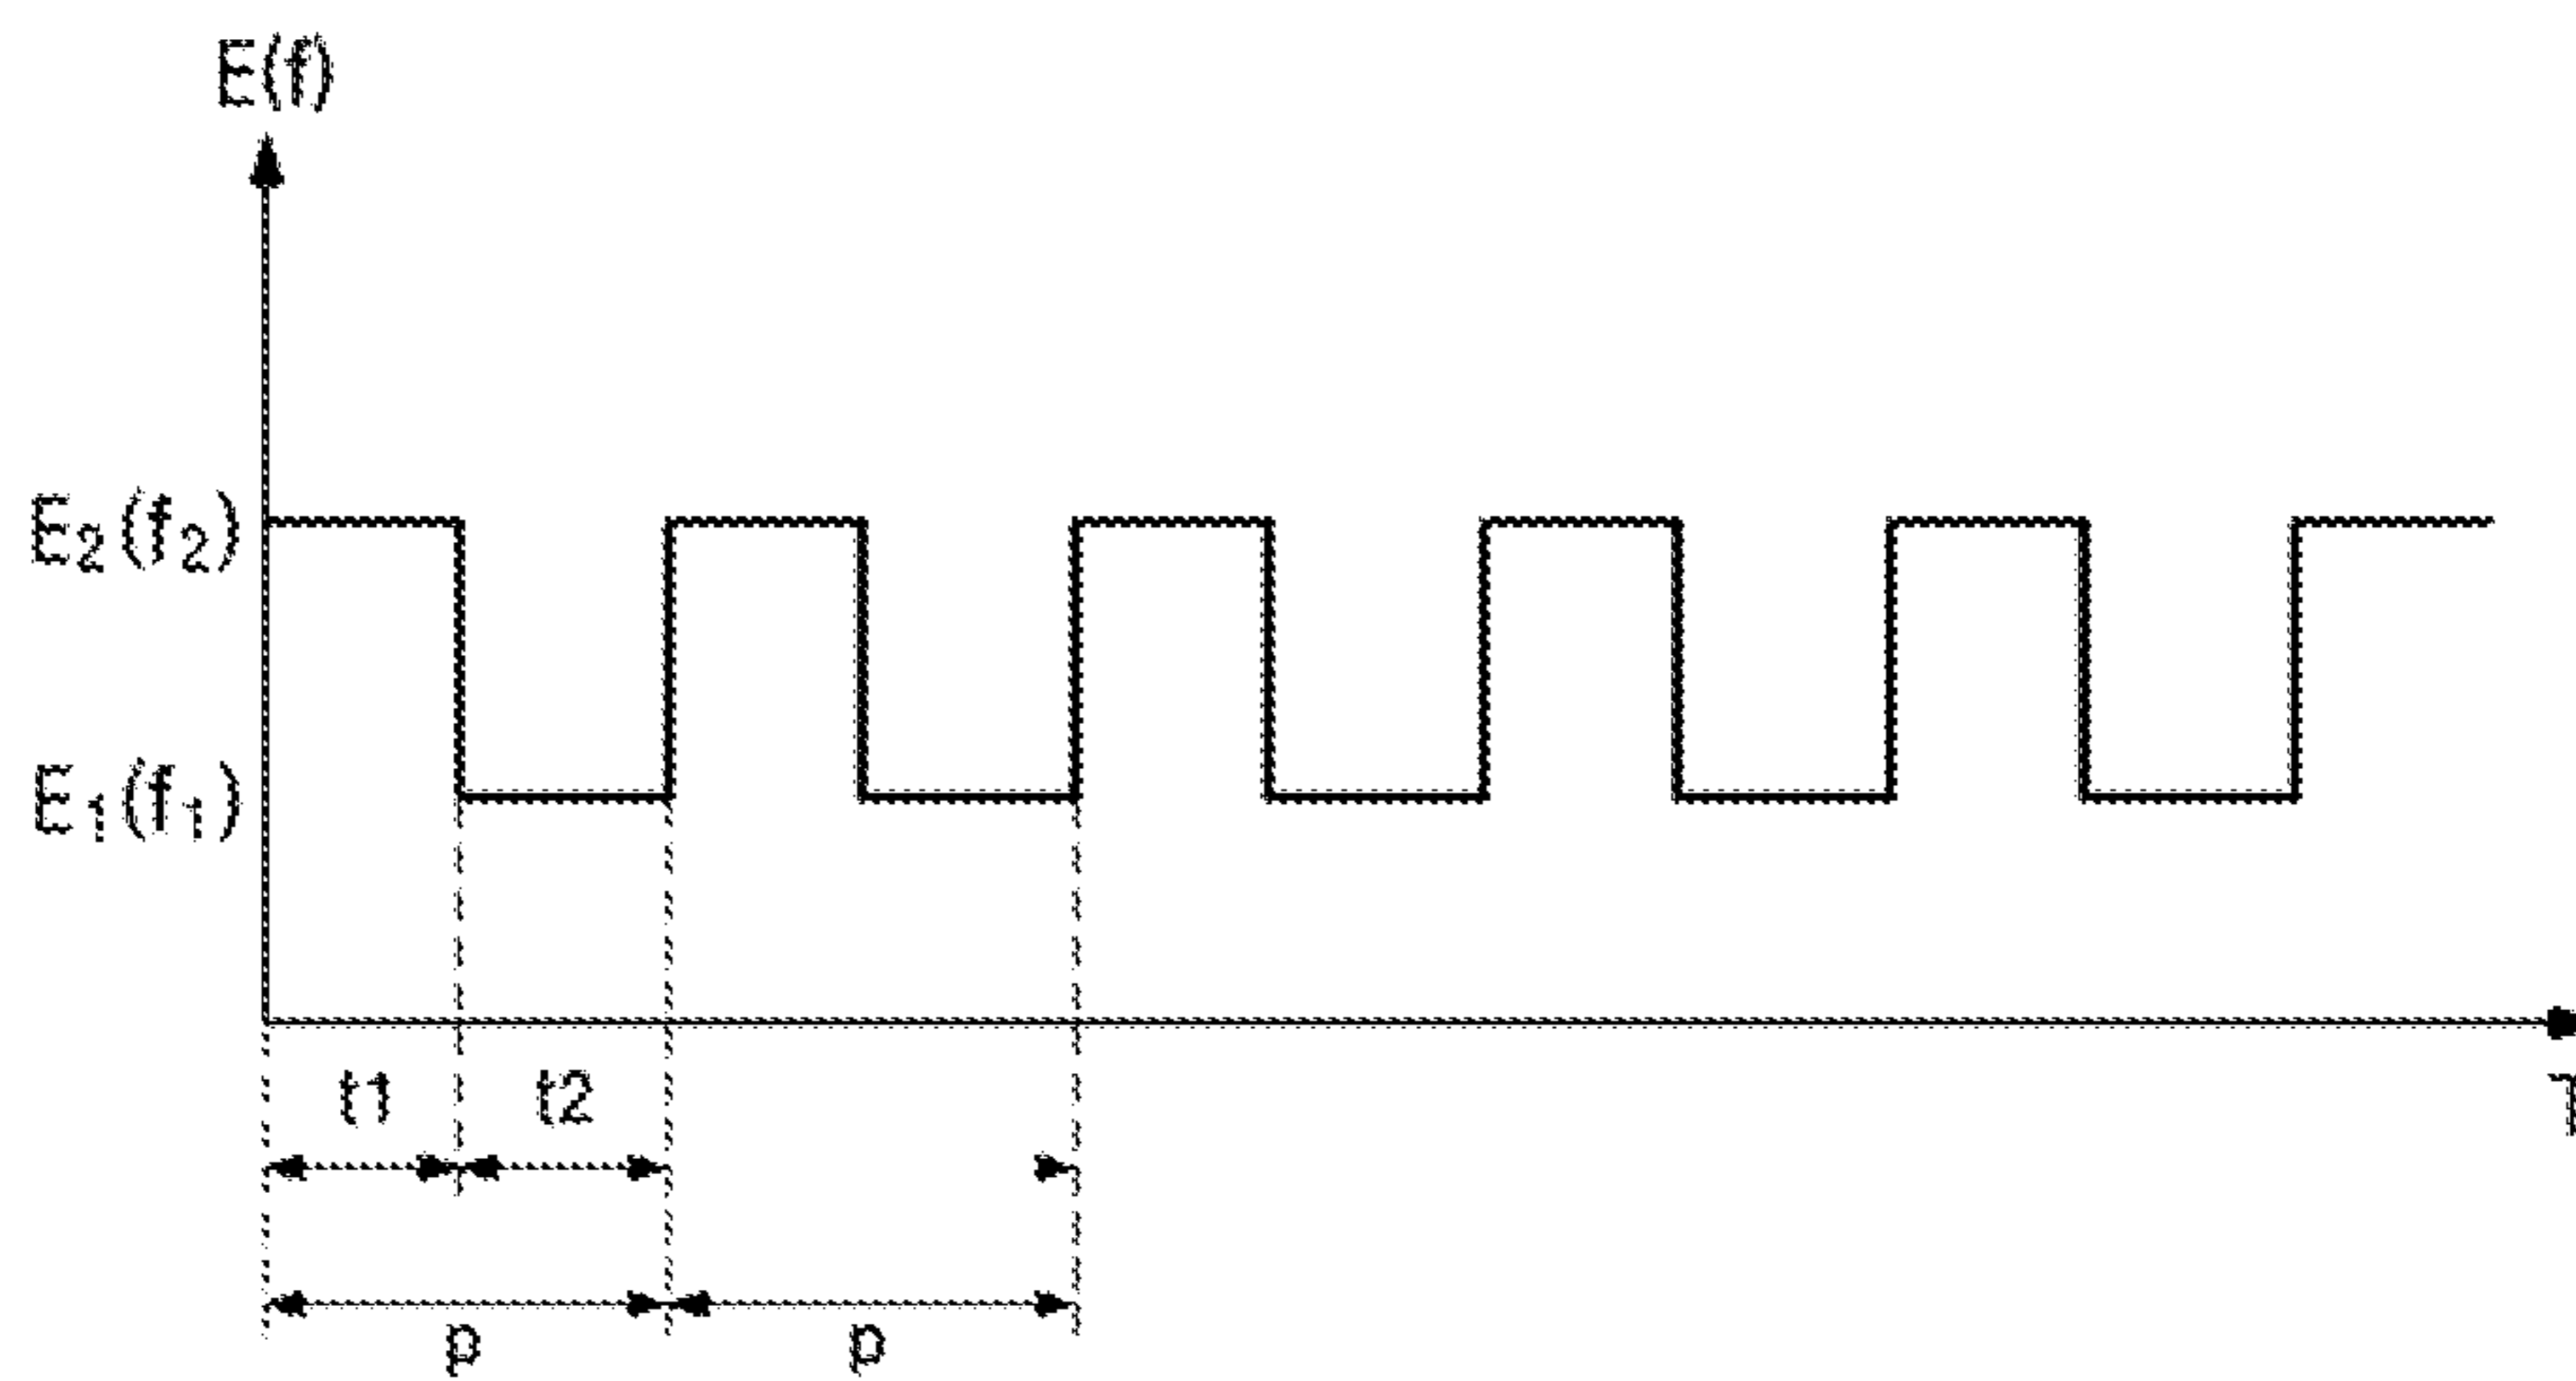 E(f)
E₂(f₂)
E₁(f₁)
t1 t2
T
p p